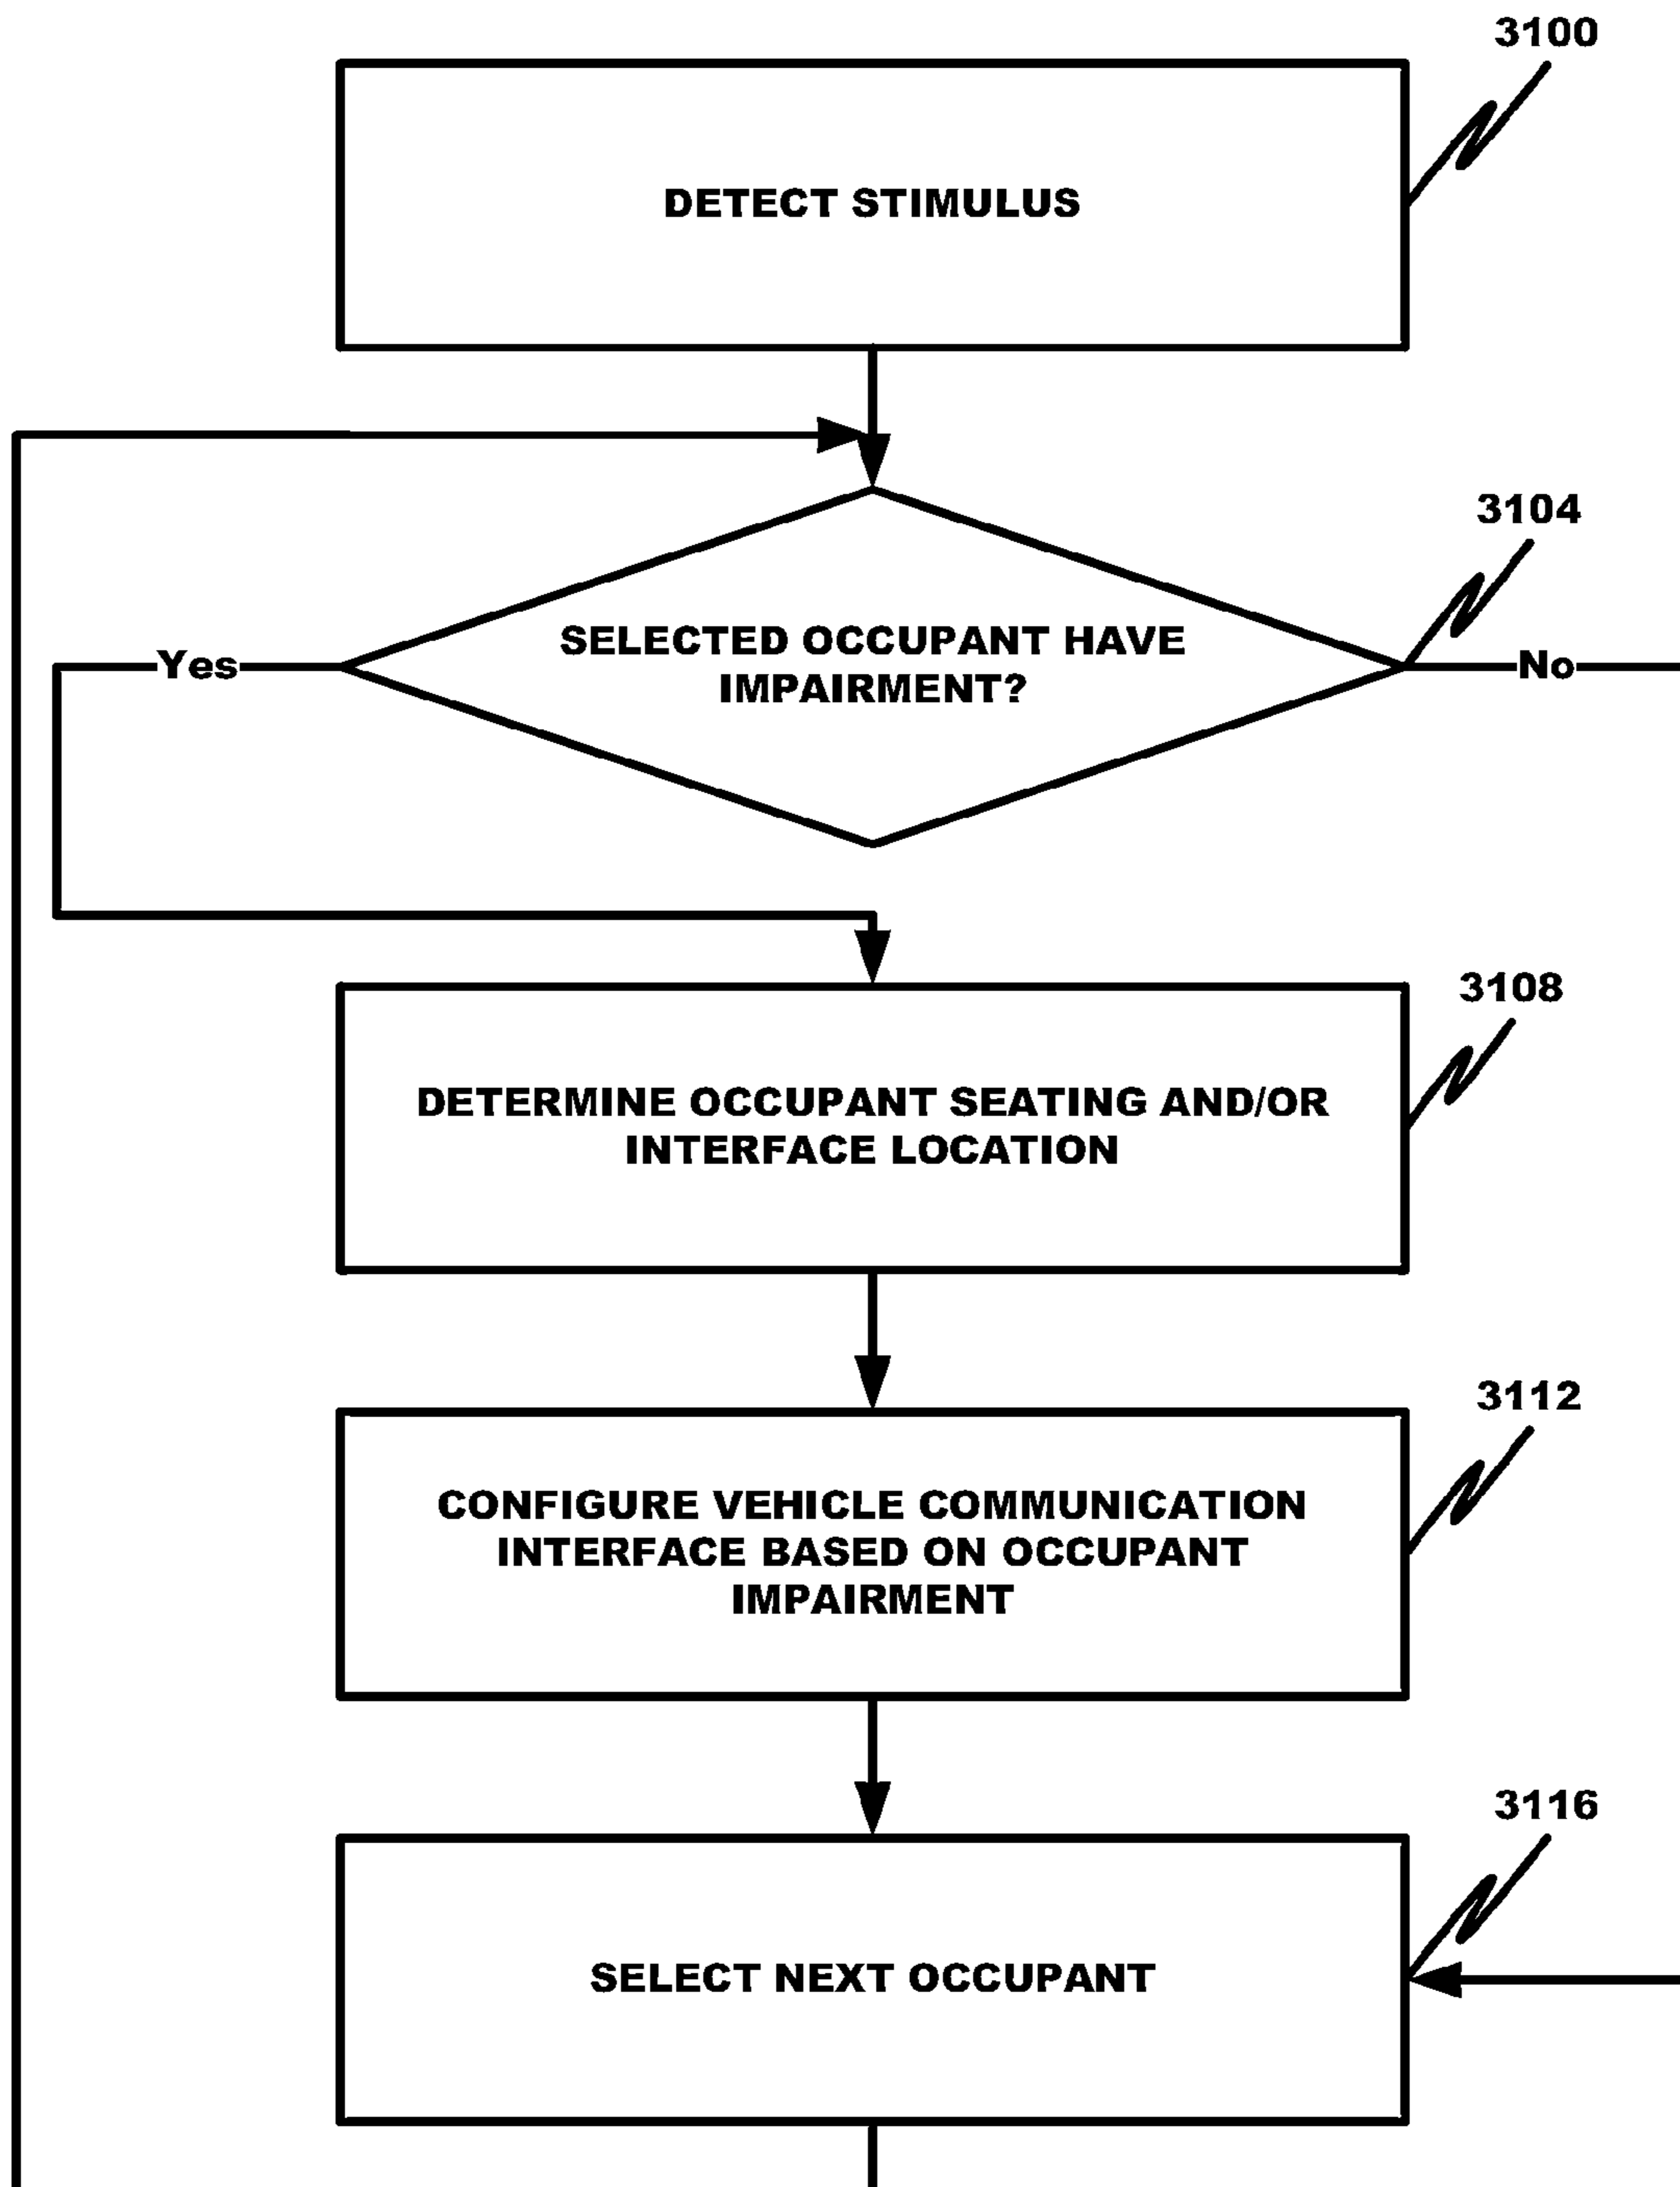 3100
DETECT STIMULUS
3104
SELECTED OCCUPANT HAVE
IMPAIRMENT?
Yes
No
3108
DETERMINE OCCUPANT SEATING AND/OR
INTERFACE LOCATION
3112
CONFIGURE VEHICLE COMMUNICATION
INTERFACE BASED ON OCCUPANT
IMPAIRMENT
3116
SELECT NEXT OCCUPANT